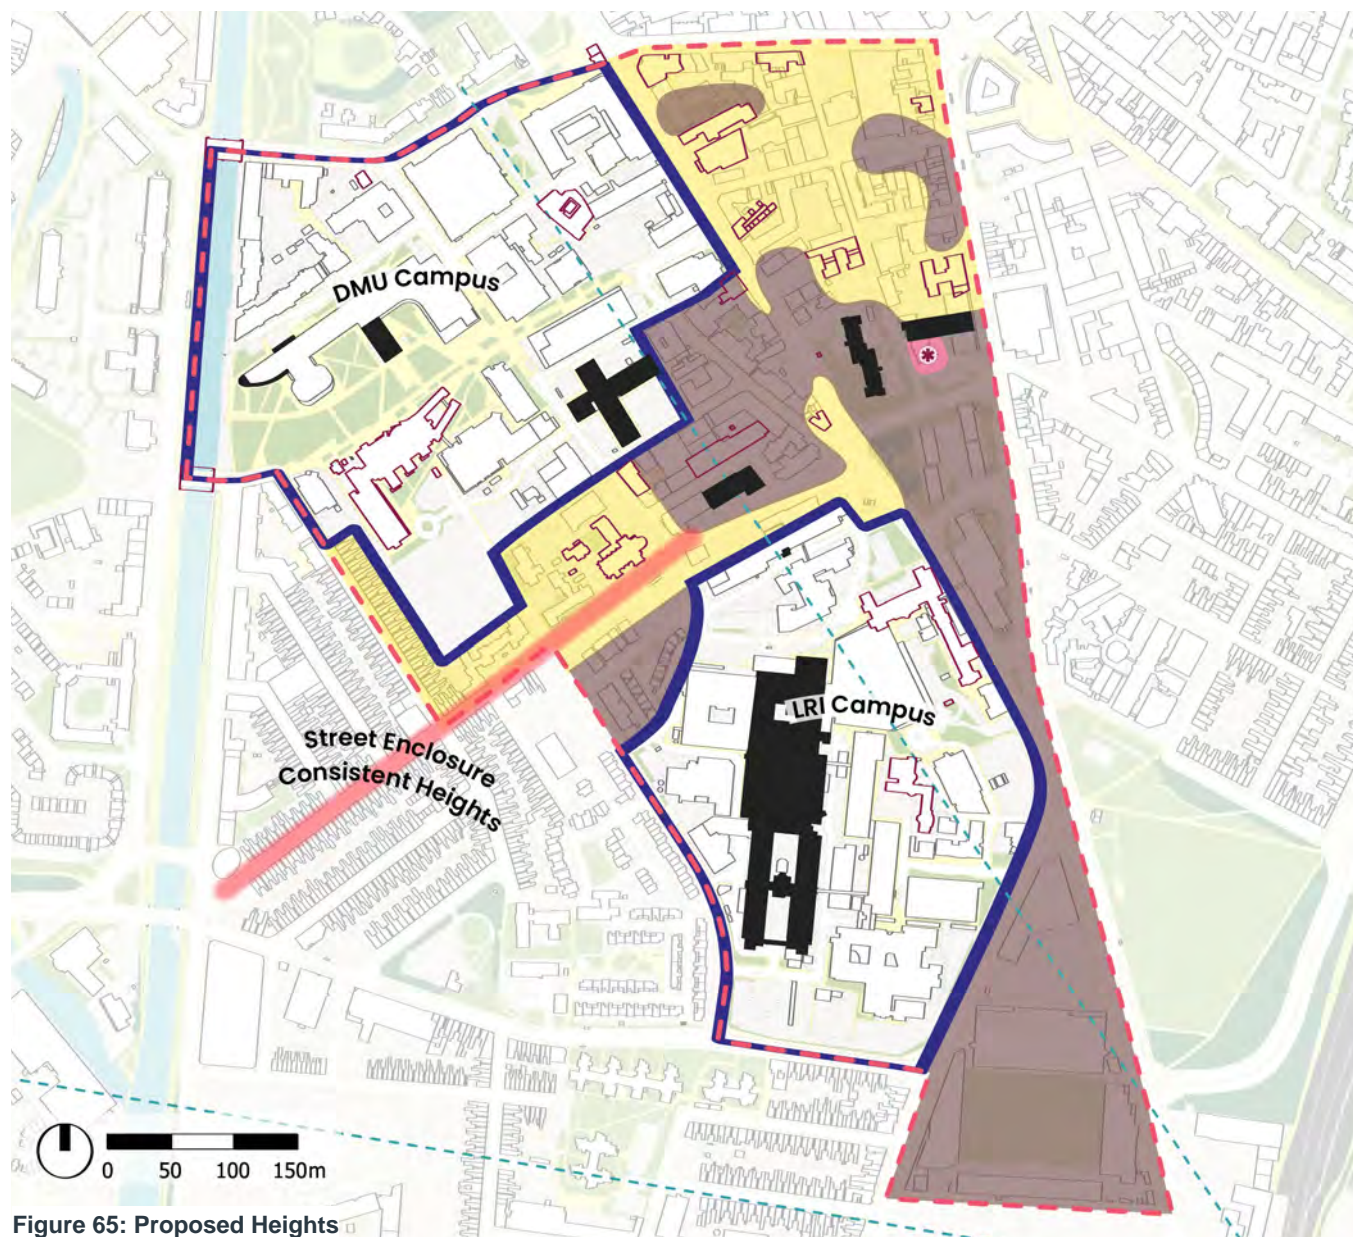 DMU Campus
LRI Campus
Street Enclosure
Consistent Heights
0 50 100 150m
Figure 65: Proposed Heights